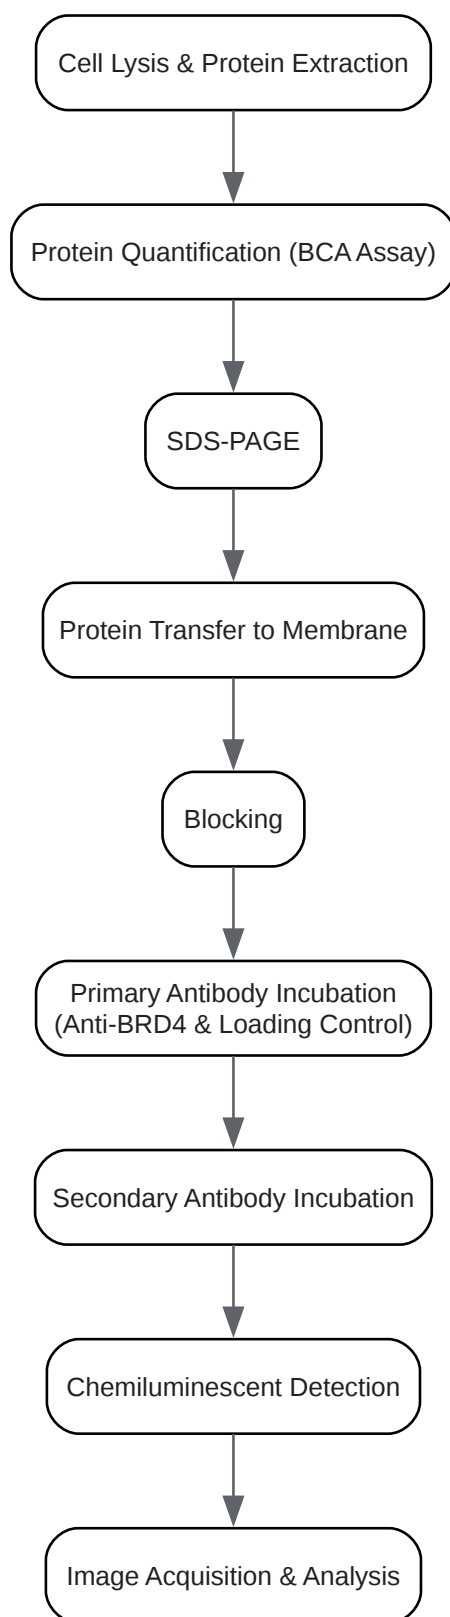 Cell Lysis & Protein Extraction
Protein Quantification (BCA Assay)
SDS-PAGE
Protein Transfer to Membrane
Blocking
Primary Antibody Incubation
(Anti-BRD4 & Loading Control)
Secondary Antibody Incubation
Chemiluminescent Detection
Image Acquisition & Analysis